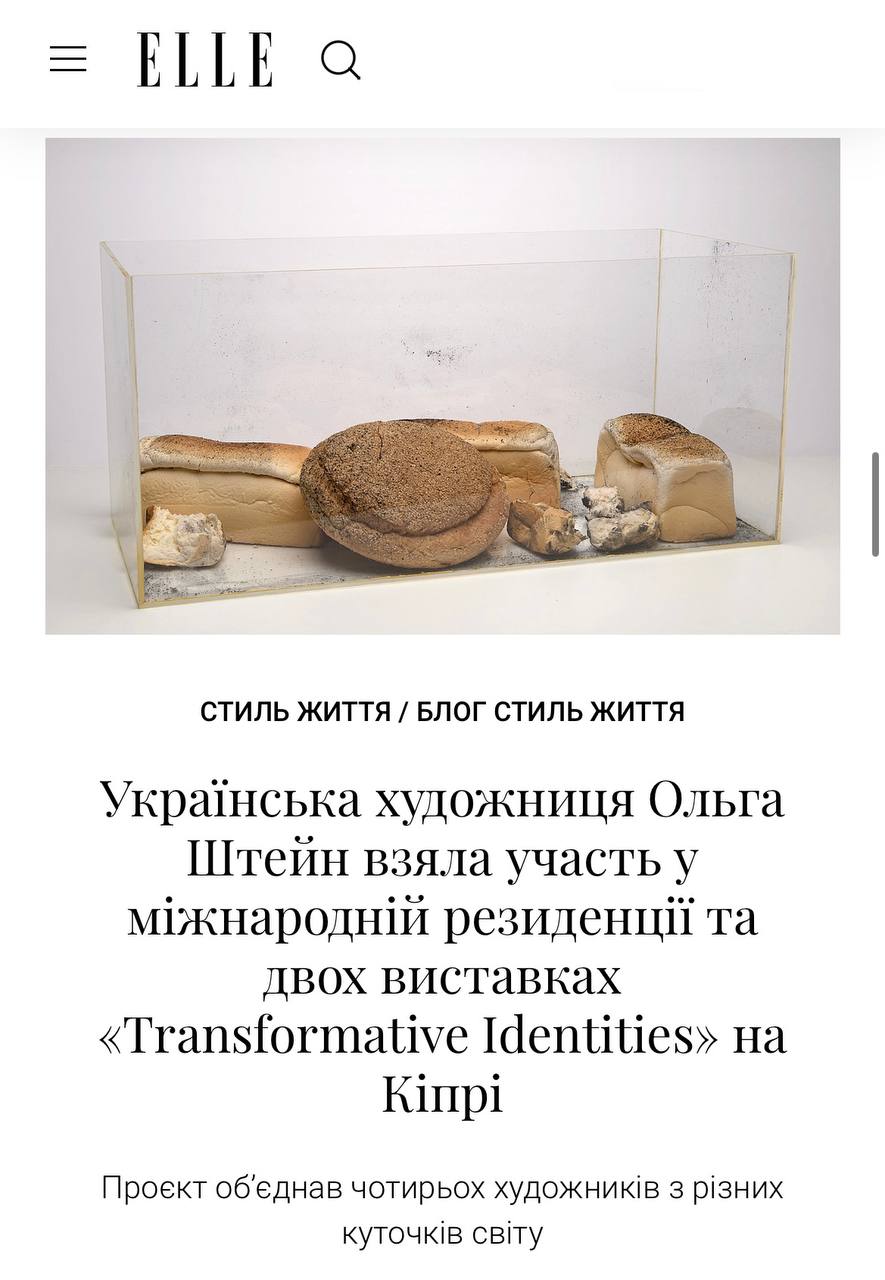 ELLE
СТИЛЬ ЖИТТЯ / БЛОГ СТИЛЬ ЖИТТЯ
Українська художниця Ольга
Штейн взяла участь у
міжнародній резиденції та
двох виставках
«Transformative Identities» на
Кіпрі
Проєкт об’єднав чотирьох художників з різних
куточків світу